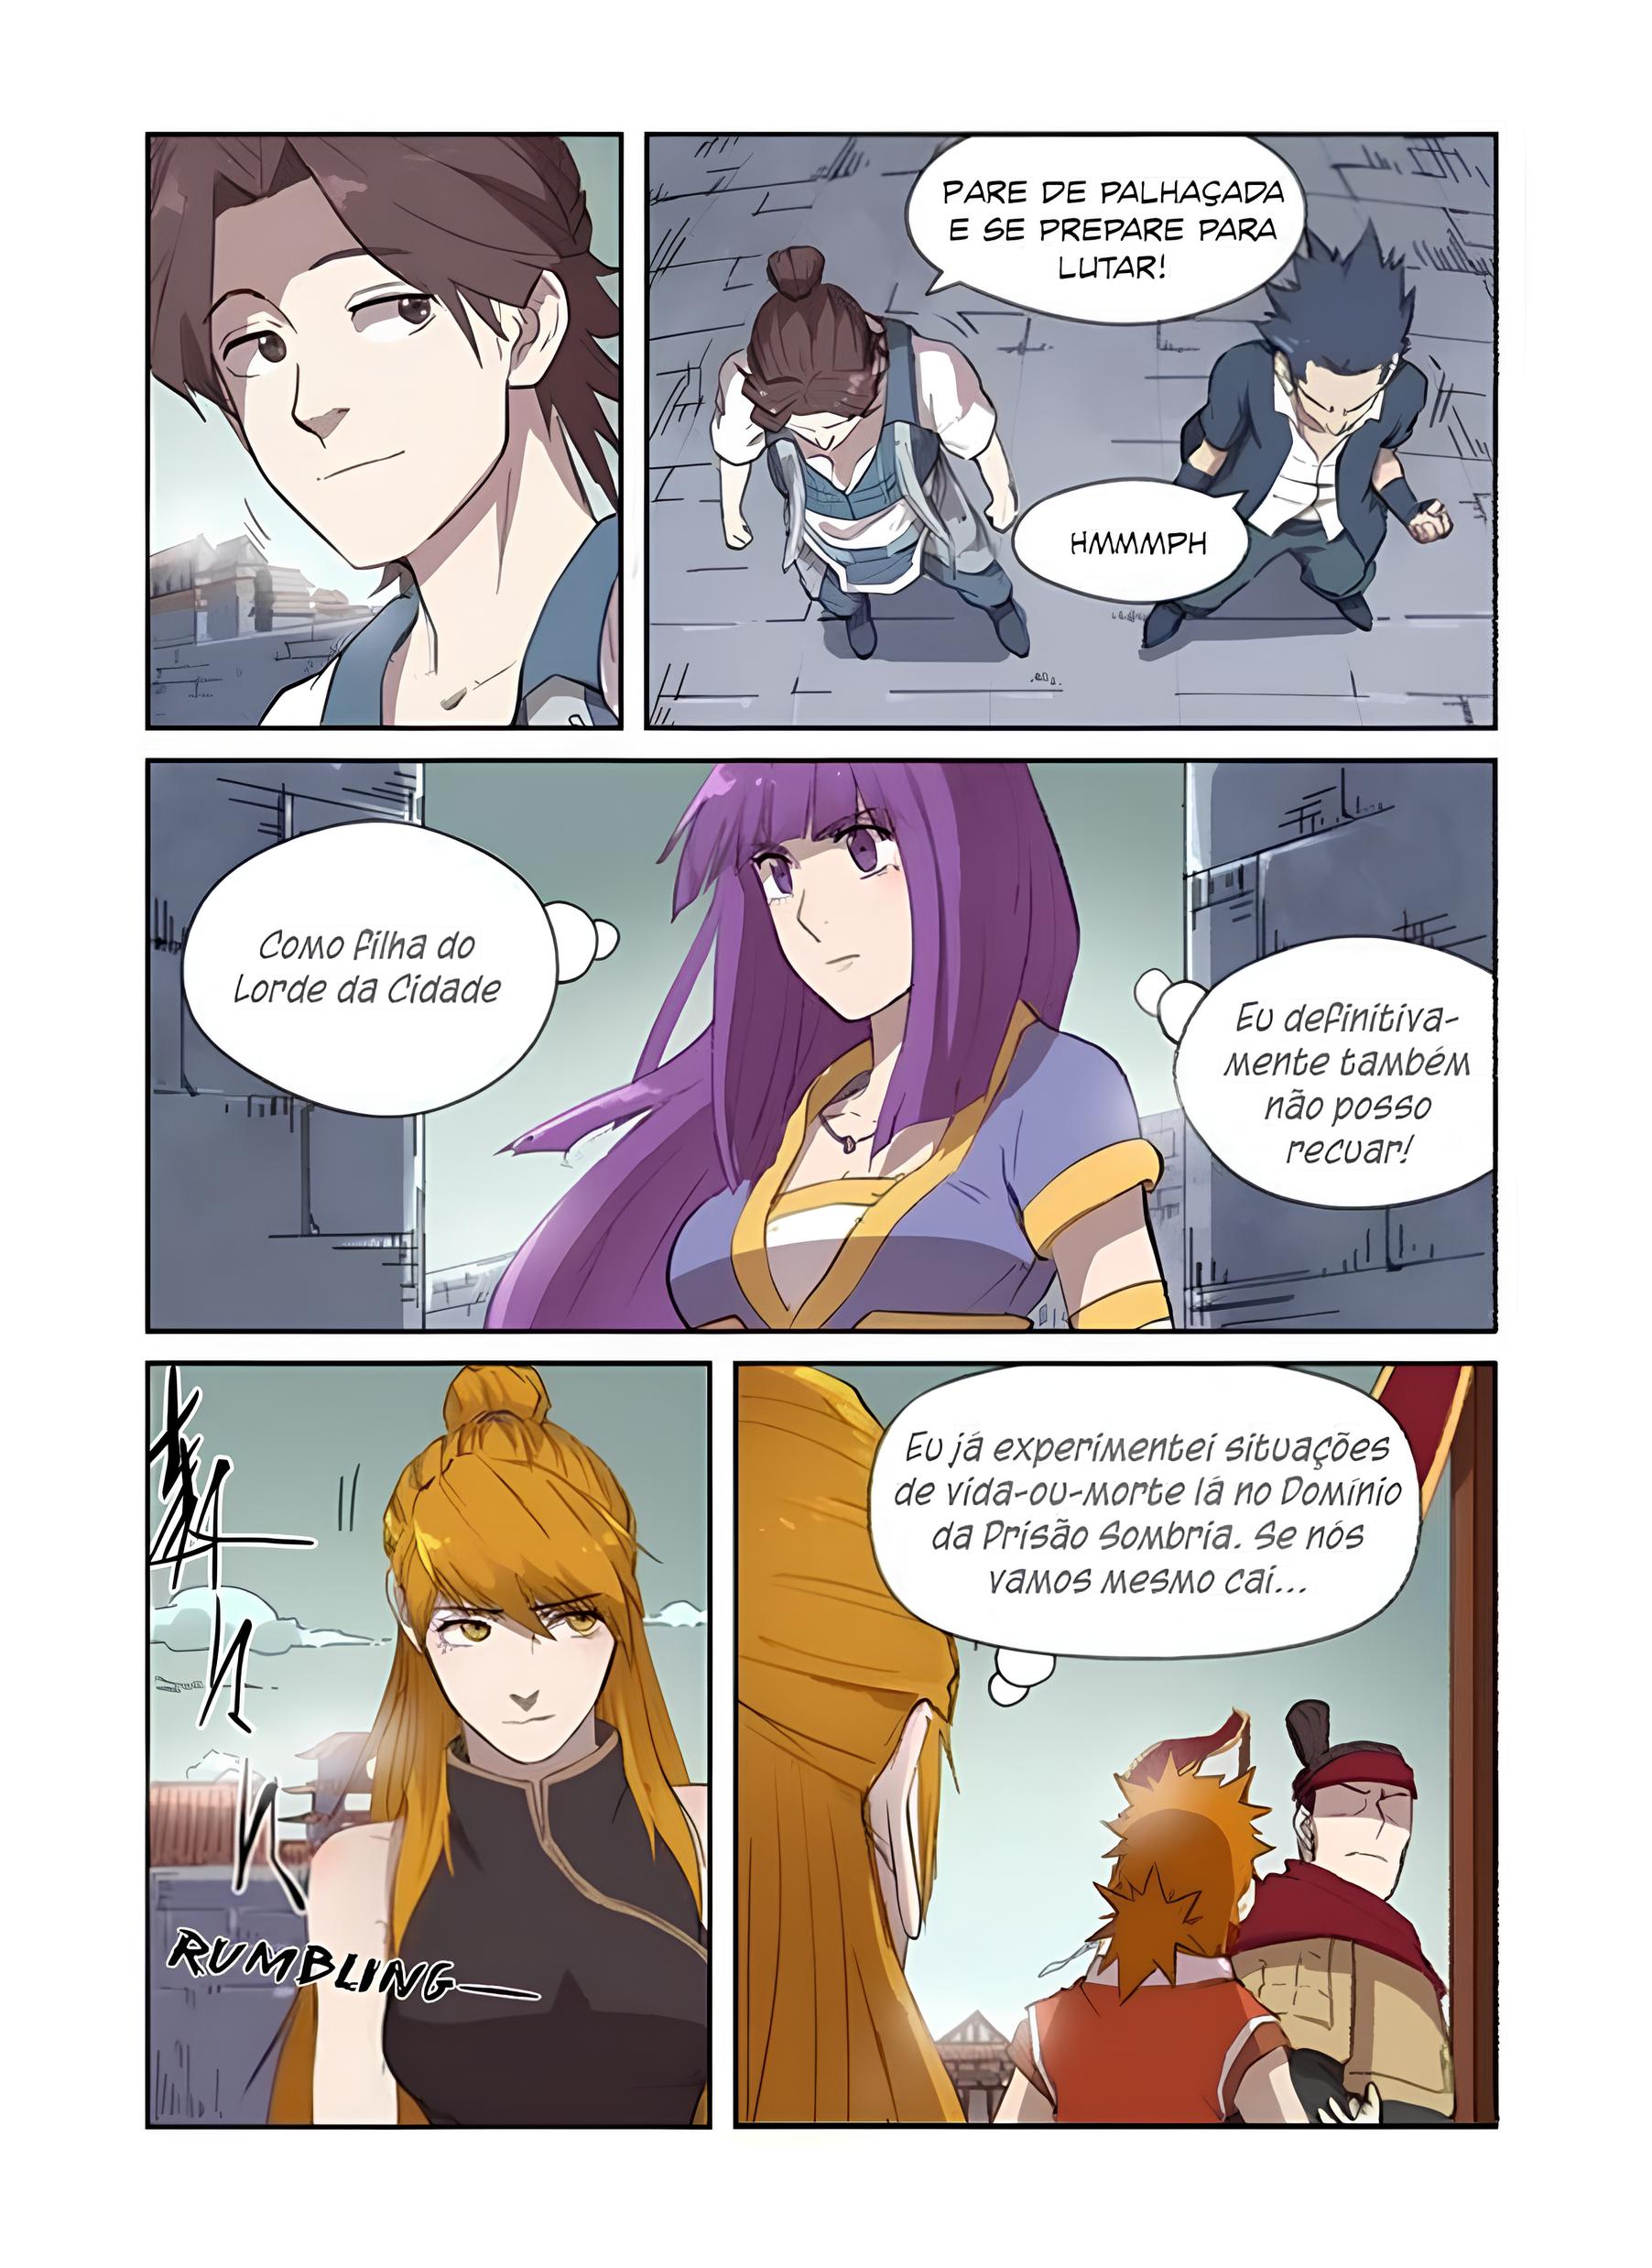 PARE DE PALHAÇADA
E SE PREPARE PARA
LUTAR!
HMMMPH
Como filha do
Lorde da Cidade
Eu definitiva-
mente também
não posso
recuar!
RUMBLING—
Eu já experimentei situações
de vida-ou-morte lá no Domínio
da Prisão Sombria. Se nós
vamos mesmo cai...